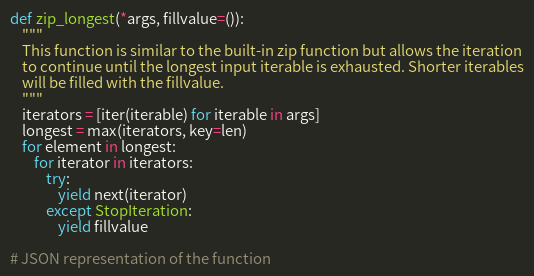 def zip_longest(*args, fillvalue=()):
    """
    This function is similar to the built-in zip function but allows the iteration
    to continue until the longest input iterable is exhausted. Shorter iterables
    will be filled with the fillvalue.
    """
    iterators = [iter(iterable) for iterable in args]
    longest = max(iterators, key=len)
    for element in longest:
        for iterator in iterators:
            try:
                yield next(iterator)
            except StopIteration:
                yield fillvalue

# JSON representation of the function